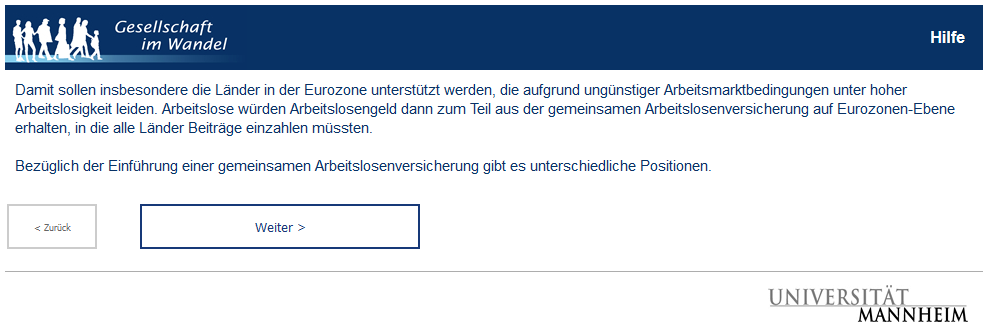 Gesellschaft
im Wandel
Hilfe
Damit sollen insbesondere die Länder in der Eurozone unterstützt werden, die aufgrund ungünstiger Arbeitsmarktbedingungen unter hoher
Arbeitslosigkeit leiden. Arbeitslose würden Arbeitslosengeld dann zum Teil aus der gemeinsamen Arbeitslosenversicherung auf Eurozonen-Ebene
erhalten, in die alle Länder Beiträge einzahlen müssten.
Bezüglich der Einführung einer gemeinsamen Arbeitslosenversicherung gibt es unterschiedliche Positionen.
< Zurück
Weiter >
UNIVERSITÄT
MANNHEIM